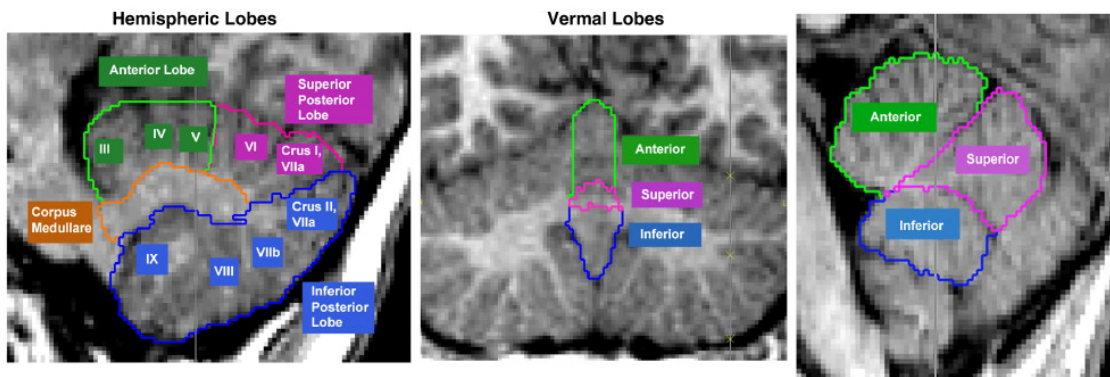 Hemispheric Lobes
Vermal Lobes
Anterior Lobe
Superior
Posterior
Lobe
III
IV
V
VI
Crus I,
VIIa
Corpus
Medullare
Crus II,
VIIa
IX
VIII
VIIb
Inferior
Posterior
Lobe
Anterior
Superior
Inferior
Anterior
Superior
Inferior